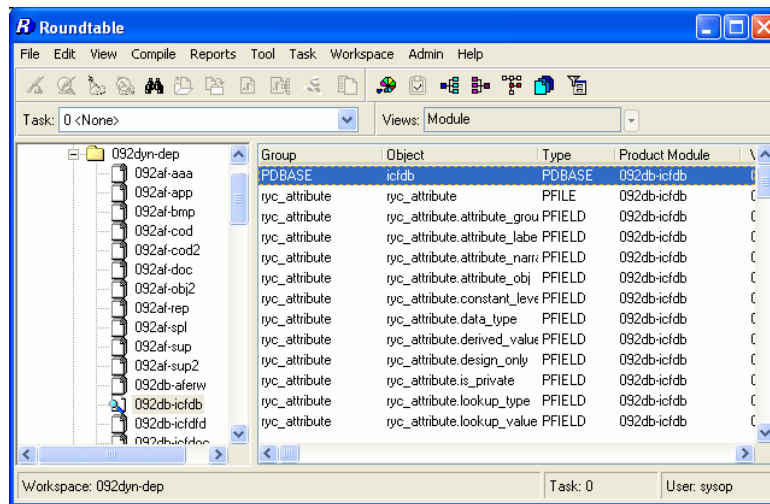 Roundtable
File Edit View Compile Reports Tool Task Workspace Admin Help
Task: 0 <None> Views: Module
092dyn-dep
092af-aaa
092af-app
092af-bmp
092af-cod
092af-cod2
092af-doc
092af-obj2
092af-rep
092af-spl
092af-sup
092af-sup2
092db-aferw
092db-icfdb
092db-icfdfd
092db-icfdoc
Group Object Type Product Module
PDBASE icfdb PDBASE 092db-icfdb
ryc_attribute ryc_attribute PFILE 092db-icfdb
ryc_attribute ryc_attribute.attribute_grou PFIELD 092db-icfdb
ryc_attribute ryc_attribute.attribute_labe PFIELD 092db-icfdb
ryc_attribute ryc_attribute.attribute_narra PFIELD 092db-icfdb
ryc_attribute ryc_attribute.attribute_obj PFIELD 092db-icfdb
ryc_attribute ryc_attribute.constant_leve PFIELD 092db-icfdb
ryc_attribute ryc_attribute.data_type PFIELD 092db-icfdb
ryc_attribute ryc_attribute.derived_value PFIELD 092db-icfdb
ryc_attribute ryc_attribute.design_only PFIELD 092db-icfdb
ryc_attribute ryc_attribute.is_private PFIELD 092db-icfdb
ryc_attribute ryc_attribute.lookup_type PFIELD 092db-icfdb
ryc_attribute ryc_attribute.lookup_value PFIELD 092db-icfdb
Workspace: 092dyn-dep Task: 0 User: sysop